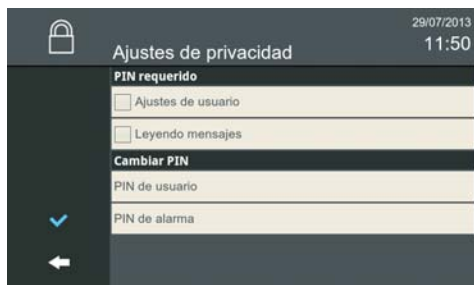 29/07/2013
Ajustes de privacidad 11:50
PIN requerido
Ajustes de usuario
Leyendo mensajes
Cambiar PIN
PIN de usuario
PIN de alarma